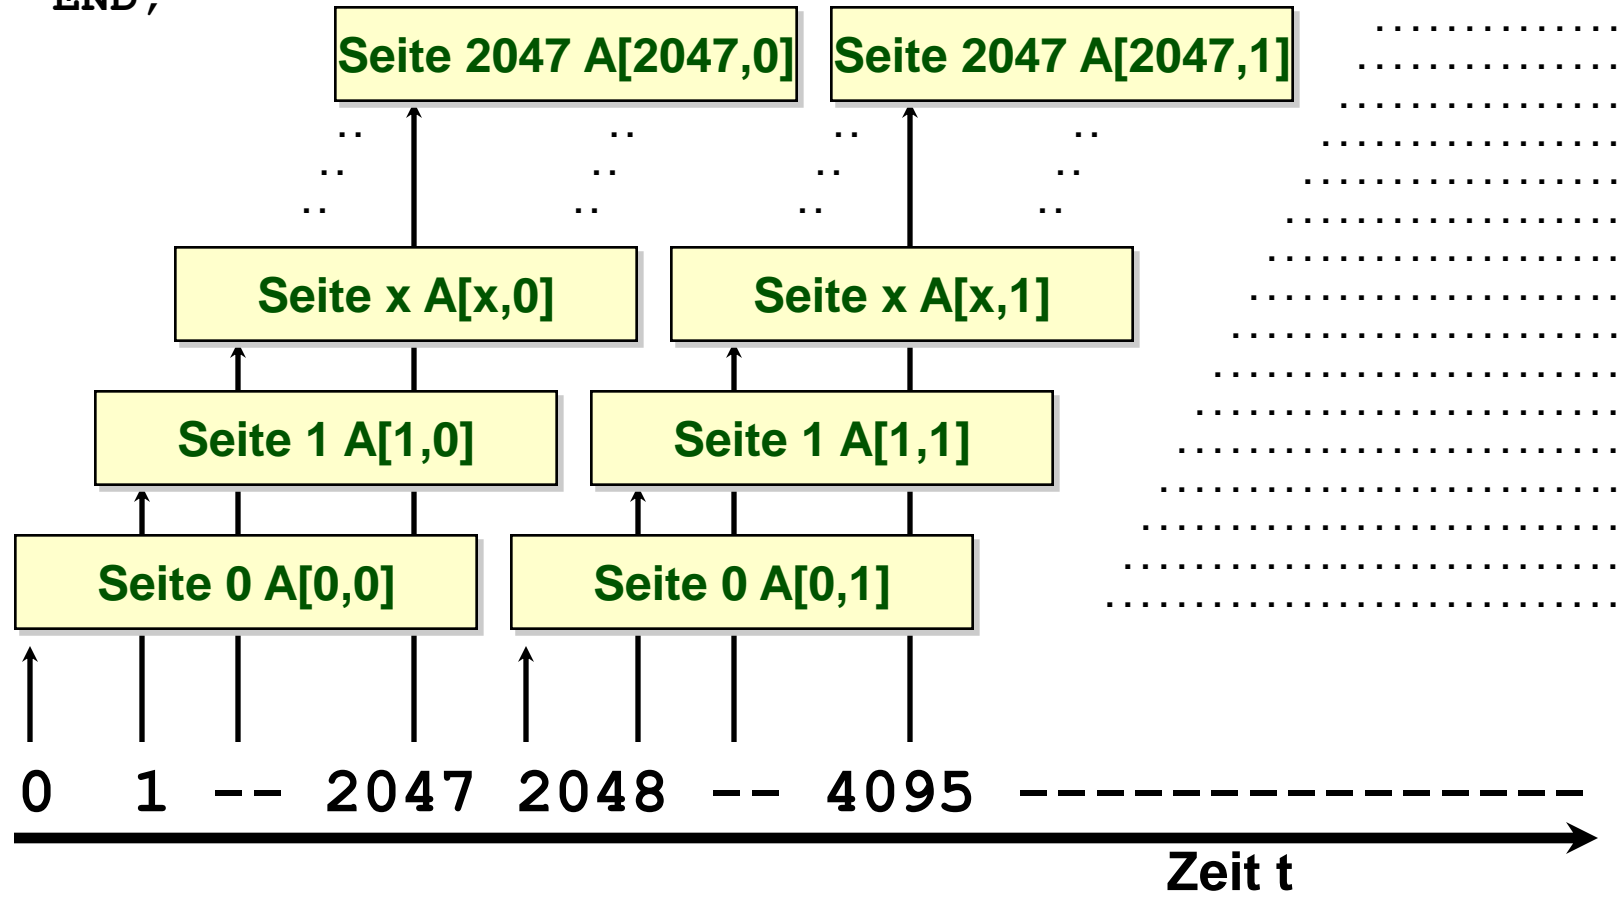 END;
Seite 2047 A[2047,0] Seite 2047 A[2047,1]
Seite x A[x,0] Seite x A[x,1]
Seite 1 A[1,0] Seite 1 A[1,1]
Seite 0 A[0,0] Seite 0 A[0,1]
0 1 -- 2047 2048 -- 4095 ----------------
Zeit t